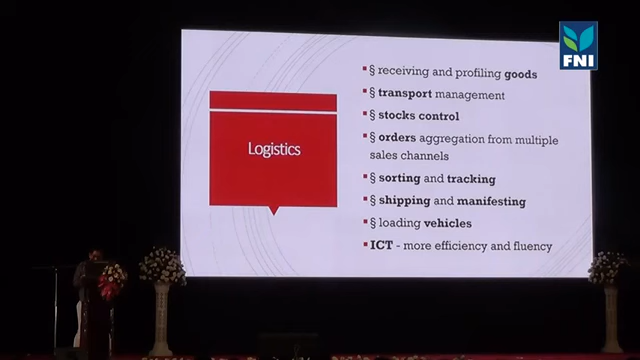 FNI
Logistics
§ receiving and profiling goods
§ transport management
§ stocks control
§ orders aggregation from multiple
sales channels
§ sorting and tracking
§ shipping and manifesting
§ loading vehicles
ICT - more efficiency and fluency